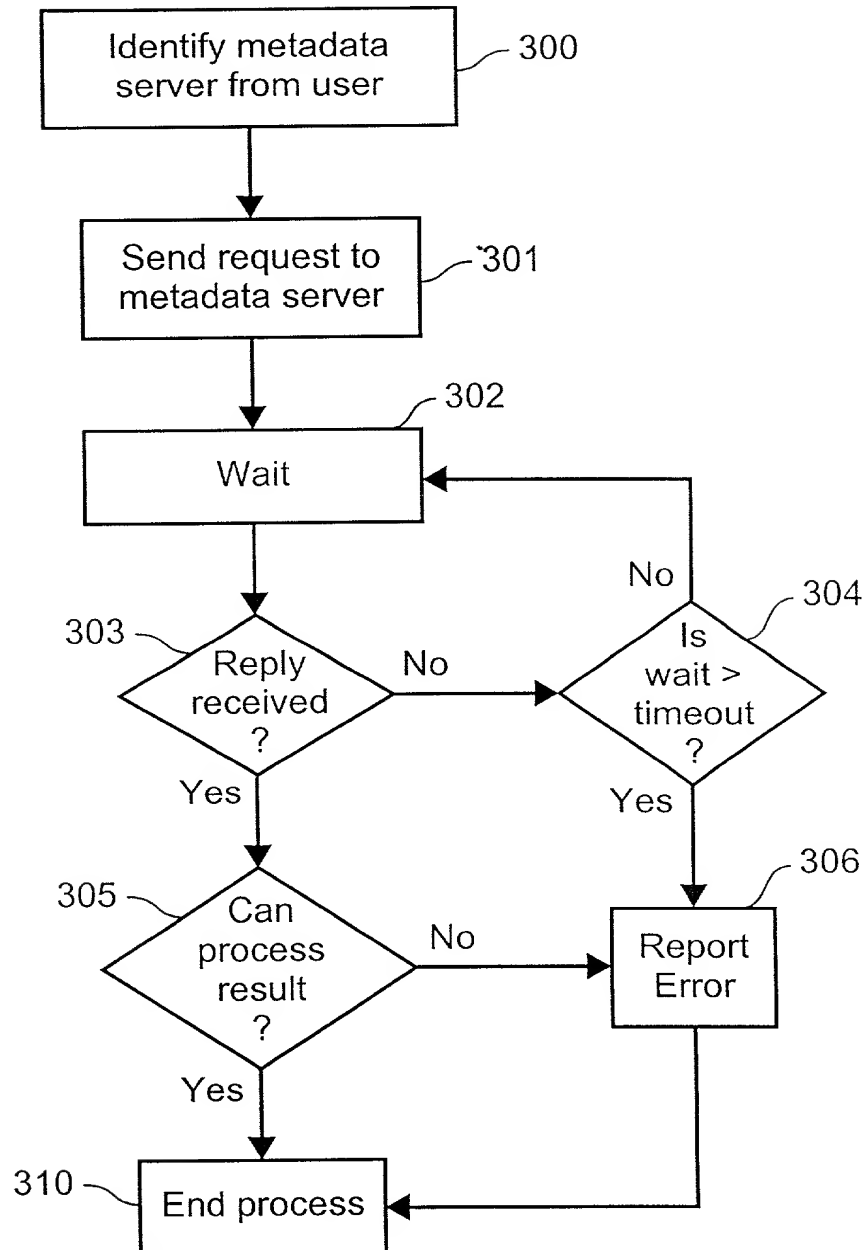 Identify metadata
server from user
300
Send request to
metadata server
301
302
Wait
No
304
303
Reply
received
?
No
Is
wait >
timeout
?
Yes
Yes
306
305
Can
process
result
?
No
Report
Error
Yes
310
End process